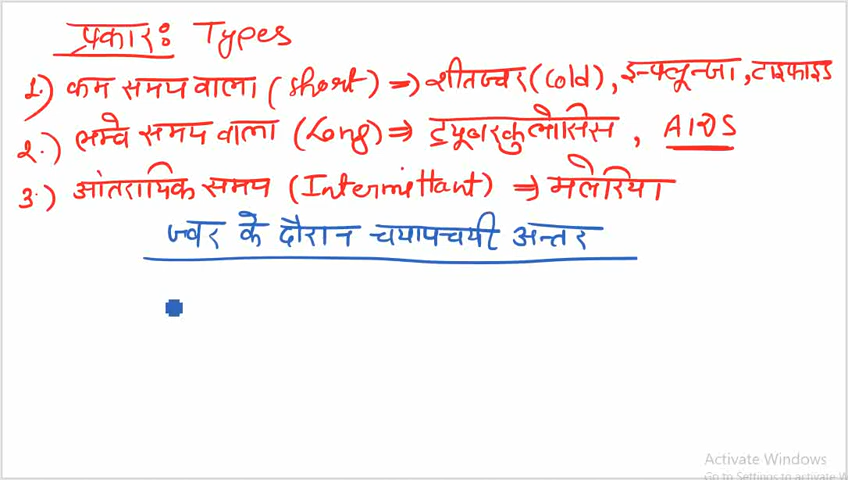 प्रकार: Types
1.) कम समय वाला (short) => शीतज्वर (cold), इन्फ्लून्जा, टाइफाइड
2.) लम्बे समय वाला (Long) => ट्यूबरकुलोसिस, AIDS
3.) आंतरायिक समय (Intermittant) => मलेरिया
ज्वर के दौरान चयापचयी अन्तर
Activate Windows
Go to Settings to activate W